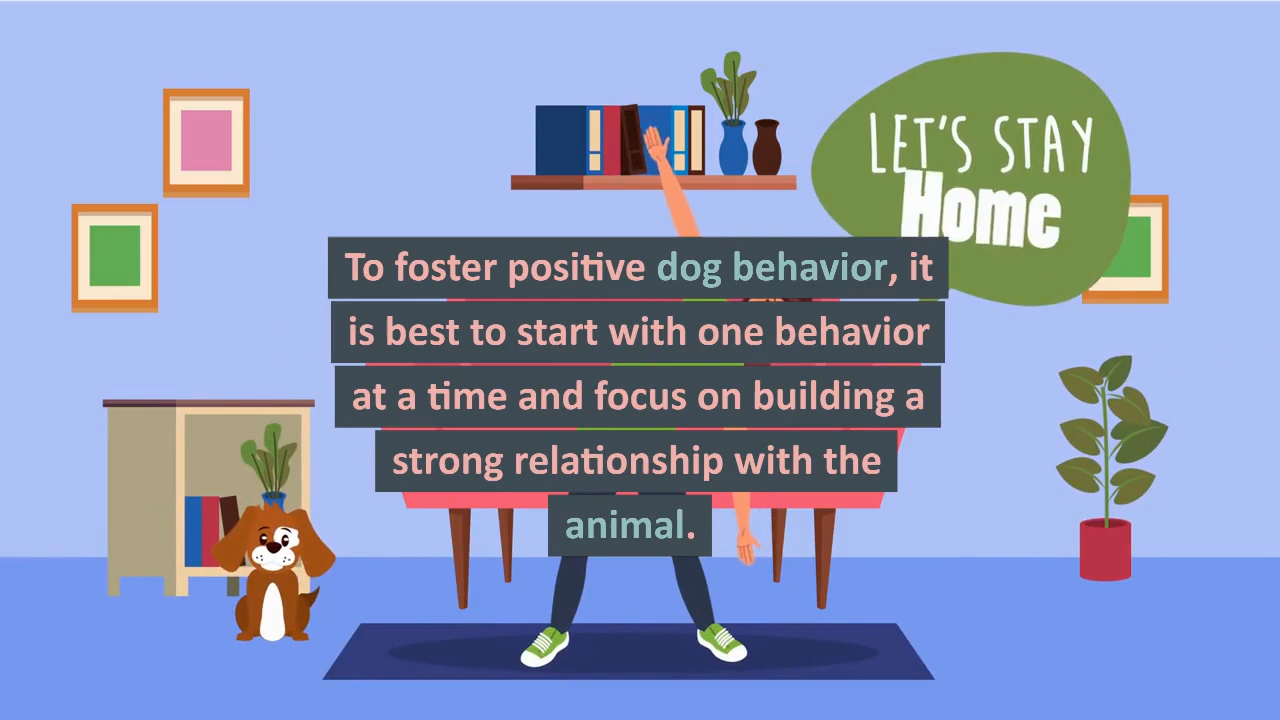 LET'S STAY
Home
To foster positive dog behavior, it
is best to start with one behavior
at a time and focus on building a
strong relationship with the
animal.